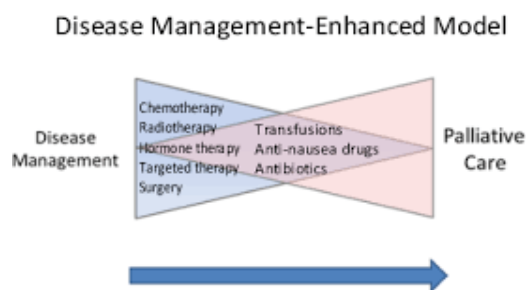 Disease Management-Enhanced Model
Disease
Management
Chemotherapy
Radiotherapy
Hormone therapy
Targeted therapy
Surgery
Transfusions
Anti-nausea drugs
Antibiotics
Palliative
Care